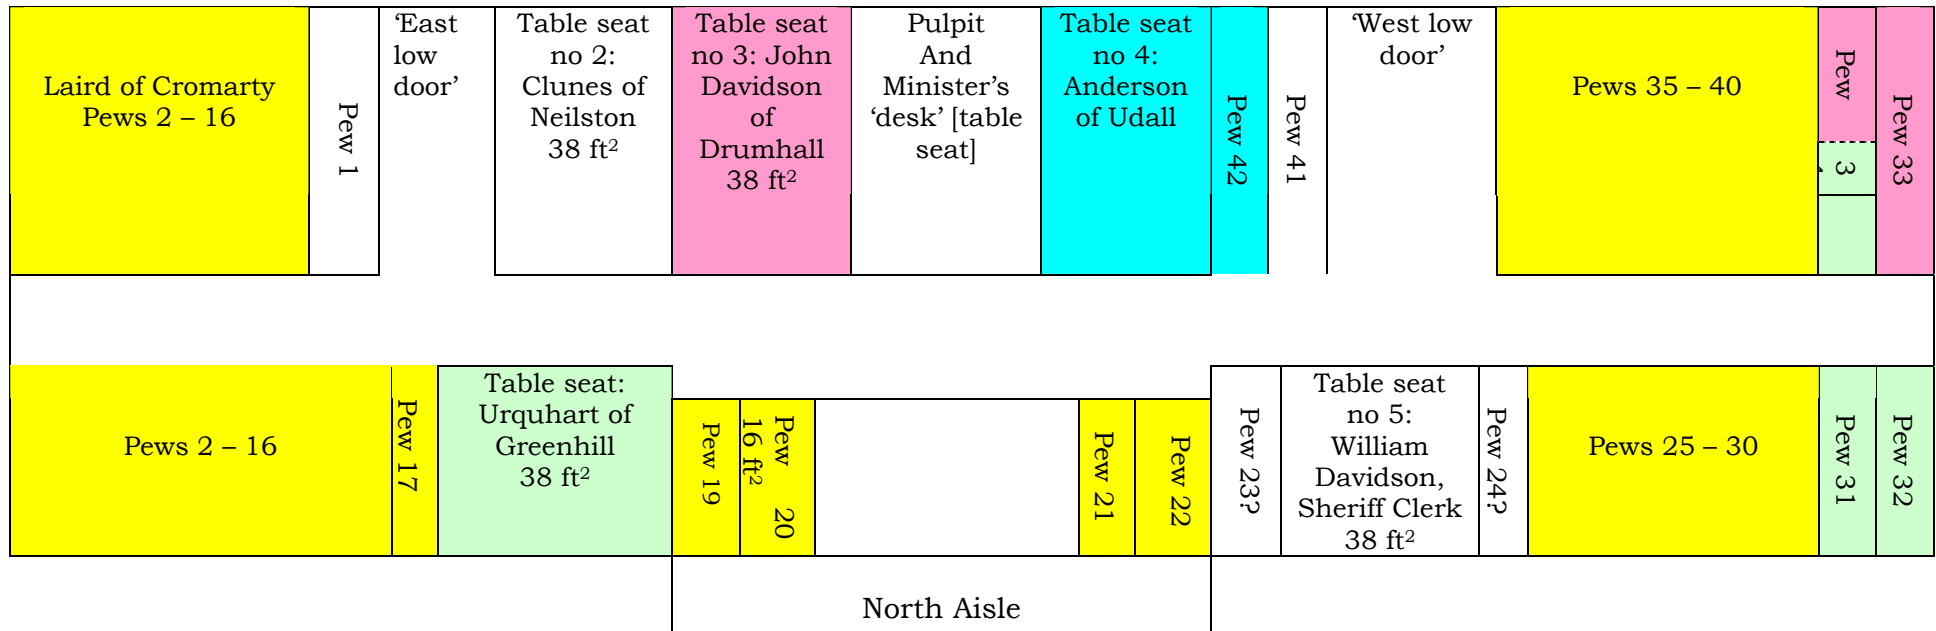 Laird of Cromarty
Pews 2 – 16
Pew 1
‘East
low
door’
Table seat
no 2:
Clunes of
Neilston
38 ft²
Table seat
no 3: John
Davidson
of
Drumhall
38 ft²
Pulpit
And
Minister’s
‘desk’ [table
seat]
Table seat
no 4:
Anderson
of Udall
Pew 42
Pew 41
‘West low
door’
Pews 35 – 40
Pew
3
Pew 33
Pews 2 – 16
Pew 17
Table seat:
Urquhart of
Greenhill
38 ft²
Pew 19
Pew 20
16 ft²
Pew 21
Pew 22
Pew 23?
Table seat
no 5:
William
Davidson,
Sheriff Clerk
38 ft²
Pew 24?
Pews 25 – 30
Pew 31
Pew 32
North Aisle